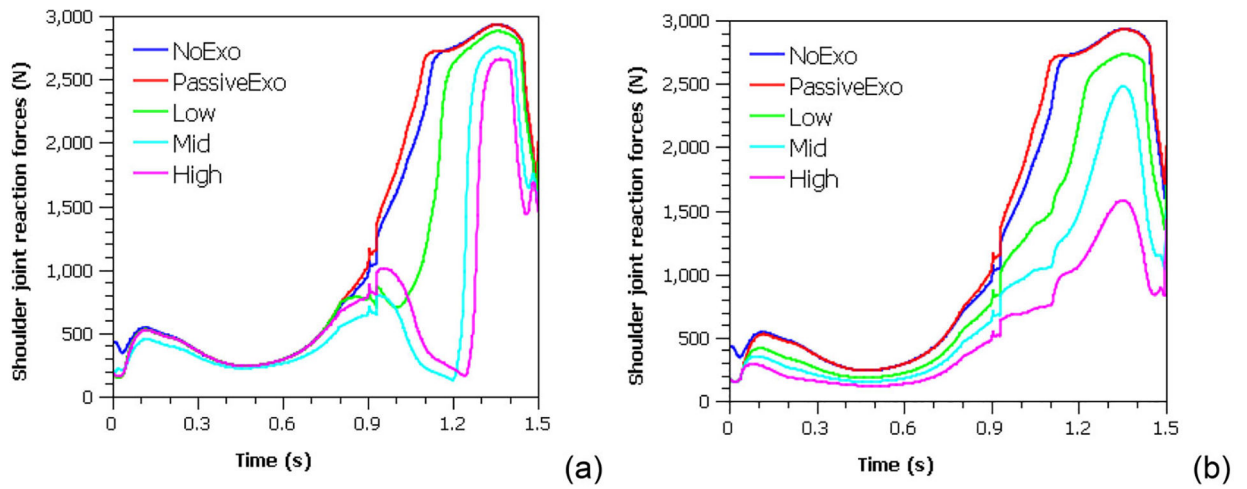 Shoulder joint reaction forces (N)
3,000
2,500
2,000
1,500
1,000
500
0
NoExo
PassiveExo
Low
Mid
High
0
0.3
0.6
0.9
1.2
1.5
Time (s)
(a)
Shoulder joint reaction forces (N)
3,000
2,500
2,000
1,500
1,000
500
0
NoExo
PassiveExo
Low
Mid
High
0
0.3
0.6
0.9
1.2
1.5
Time (s)
(b)